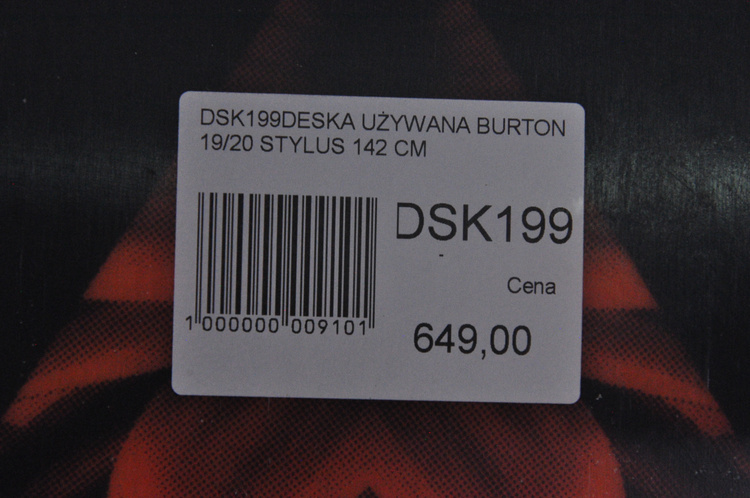 DSK199DESKA UŻYWANA BURTON
19/20 STYLUS 142 CM
DSK199
Cena
649,00
1 000000 009101